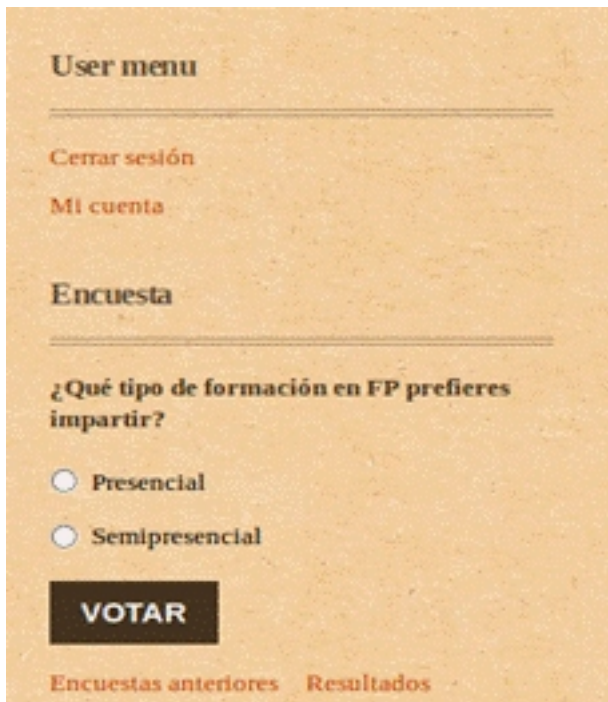 User menu
Cerrar sesión
Mi cuenta
Encuesta
¿Qué tipo de formación en FP prefieres
impartir?
Presencial
Semipresencial
VOTAR
Encuestas anteriores Resultados